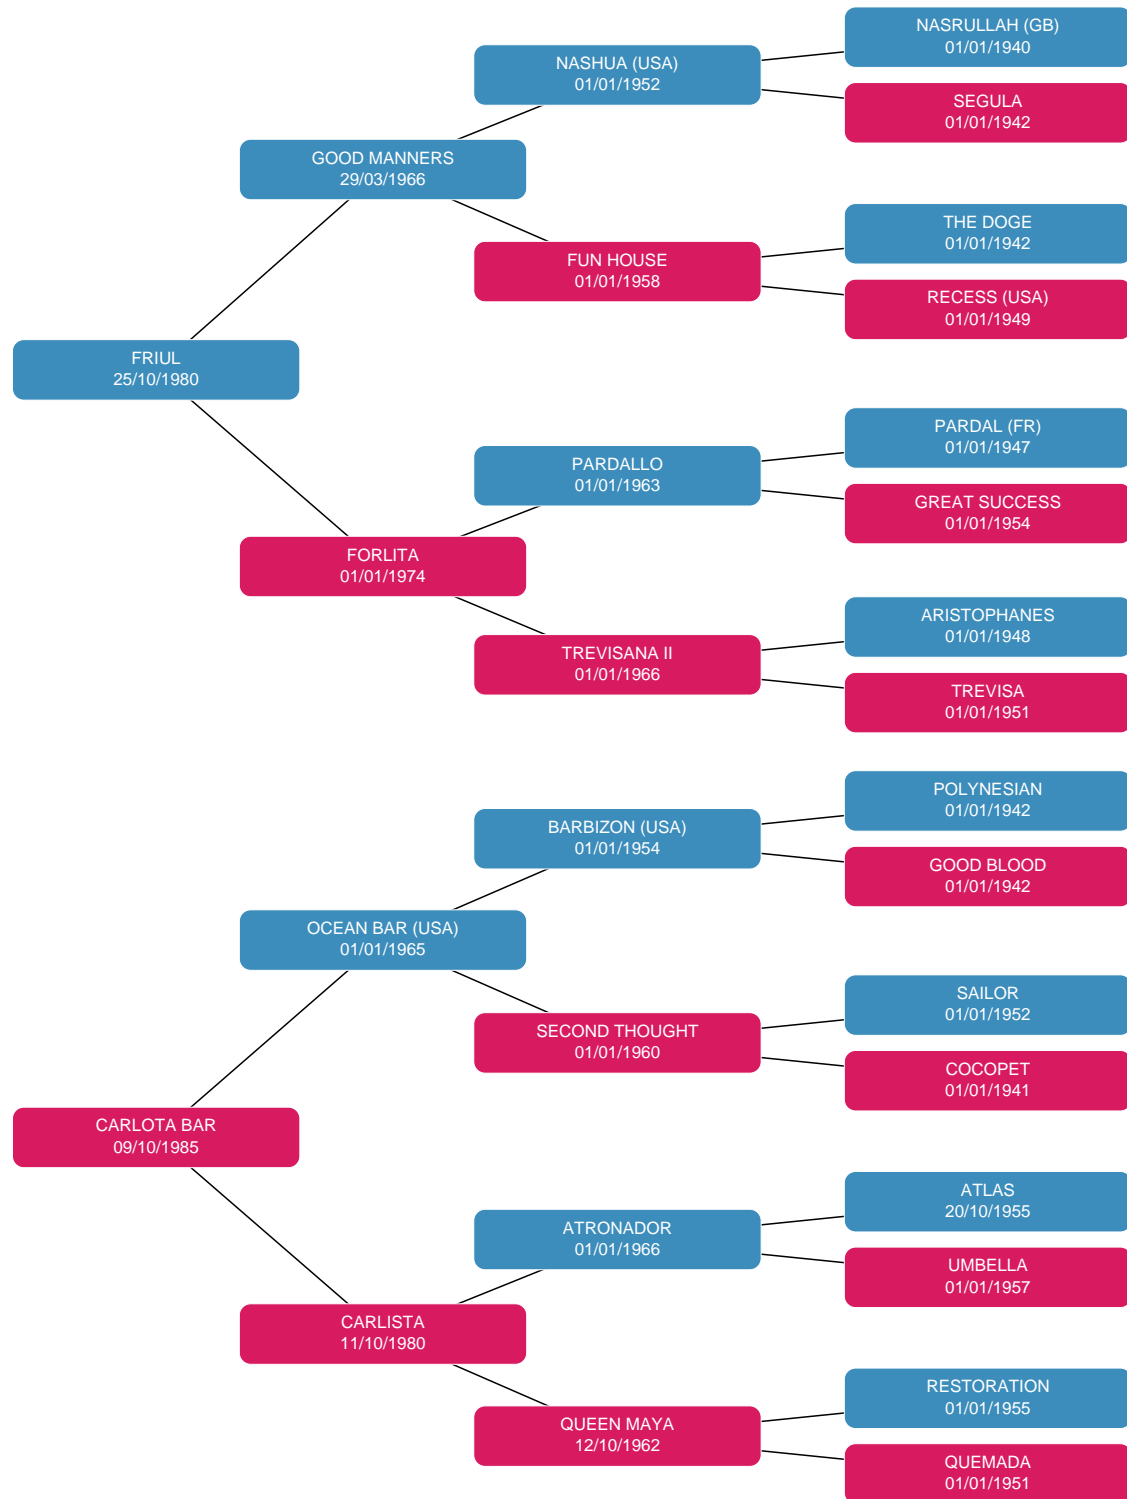 NASRULLAH (GB)
01/01/1940
NASHUA (USA)
01/01/1952
SEGULA
01/01/1942
GOOD MANNERS
29/03/1966
THE DOGE
01/01/1942
FUN HOUSE
01/01/1958
RECESS (USA)
01/01/1949
FRIUL
25/10/1980
PARDAL (FR)
01/01/1947
PARDALLO
01/01/1963
GREAT SUCCESS
01/01/1954
FORLITA
01/01/1974
ARISTOPHANES
01/01/1948
TREVISANA II
01/01/1966
TREVISA
01/01/1951
POLYNESIAN
01/01/1942
BARBIZON (USA)
01/01/1954
GOOD BLOOD
01/01/1942
OCEAN BAR (USA)
01/01/1965
SAILOR
01/01/1952
SECOND THOUGHT
01/01/1960
COCOPET
01/01/1941
CARLOTA BAR
09/10/1985
ATLAS
20/10/1955
ATRONADOR
01/01/1966
UMBELLA
01/01/1957
CARLISTA
11/10/1980
RESTORATION
01/01/1955
QUEEN MAYA
12/10/1962
QUEMADA
01/01/1951